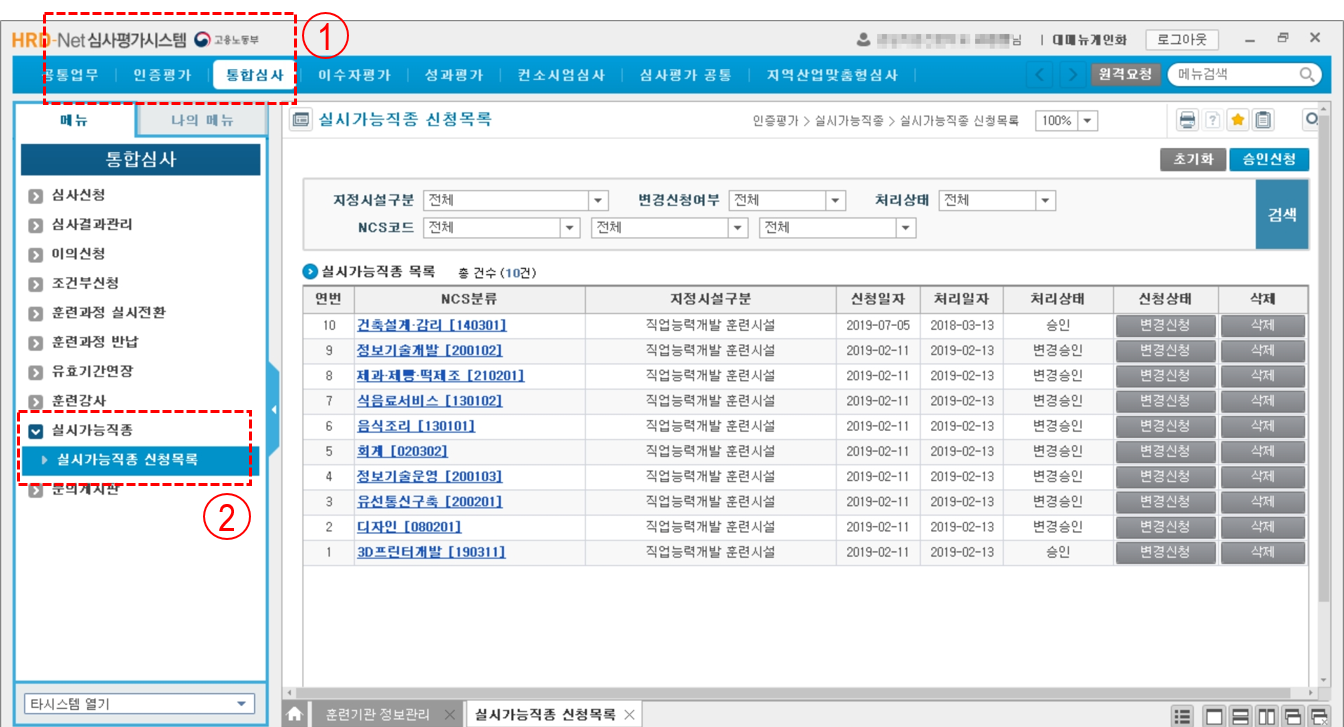 ①
HRD-Net 심사평가시스템 고용노동부
님 | 대메뉴개인화 로그아웃
공통업무 인증평가 통합심사 이수자평가 성과평가 컨소시엄심사 심사평가 공통 지역산업맞춤형심사 원격요청 메뉴검색
메뉴 나의 메뉴
실시가능직종 신청목록 인증평가 > 실시가능직종 > 실시가능직종 신청목록 100%
통합심사
심사신청
심사결과관리
이의신청
조건부신청
훈련과정 실시전환
훈련과정 반납
유효기간연장
훈련강사
실시가능직종
실시가능직종 신청목록
문의게시판
②
타시스템 열기
초기화 승인신청
지정시설구분 전체 변경신청여부 전체 처리상태 전체
NCS코드 전체 전체 전체
검색
실시가능직종 목록 총 건수 (10건)
연번 NCS분류 지정시설구분 신청일자 처리일자 처리상태 신청상태 삭제
10 건축설계·감리 [140301] 직업능력개발 훈련시설 2019-07-05 2018-03-13 승인 변경신청 삭제
9 정보기술개발 [200102] 직업능력개발 훈련시설 2019-02-11 2019-02-13 변경승인 변경신청 삭제
8 제과·제빵·떡제조 [210201] 직업능력개발 훈련시설 2019-02-11 2019-02-13 변경승인 변경신청 삭제
7 식음료서비스 [130102] 직업능력개발 훈련시설 2019-02-11 2019-02-13 변경승인 변경신청 삭제
6 음식조리 [130101] 직업능력개발 훈련시설 2019-02-11 2019-02-13 변경승인 변경신청 삭제
5 회계 [020302] 직업능력개발 훈련시설 2019-02-11 2019-02-13 변경승인 변경신청 삭제
4 정보기술운영 [200103] 직업능력개발 훈련시설 2019-02-11 2019-02-13 변경승인 변경신청 삭제
3 유선통신구축 [200201] 직업능력개발 훈련시설 2019-02-11 2019-02-13 변경승인 변경신청 삭제
2 디자인 [080201] 직업능력개발 훈련시설 2019-02-11 2019-02-13 변경승인 변경신청 삭제
1 3D프린터개발 [190311] 직업능력개발 훈련시설 2019-02-11 2019-02-13 승인 변경신청 삭제
훈련기관 정보관리 실시가능직종 신청목록